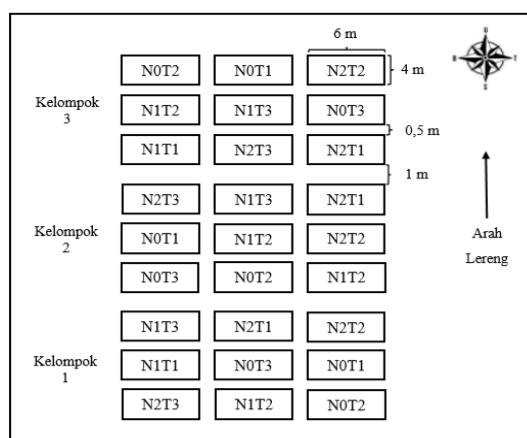 6 m
U
B T
S
N0T2 N0T1 N2T2 4 m
Kelompok
3
N1T2 N1T3 N0T3
0,5 m
N1T1 N2T3 N2T1
1 m
N2T3 N1T3 N2T1
Kelompok
2
N0T1 N1T2 N2T2
Arah
Lereng
N0T3 N0T2 N1T2
N1T3 N2T1 N2T2
Kelompok
1
N1T1 N0T3 N0T1
N2T3 N1T2 N0T2